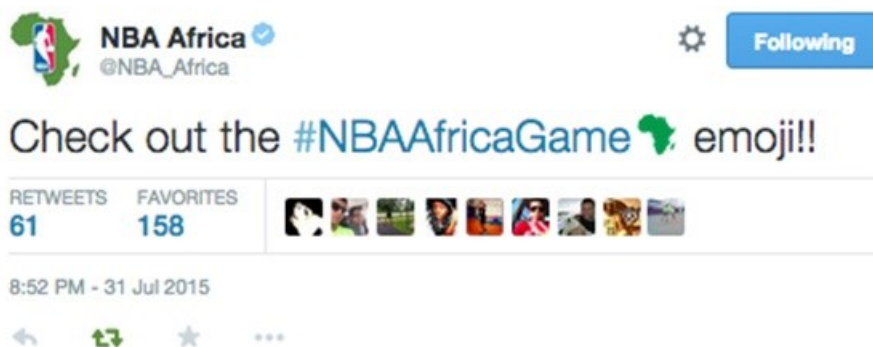 NBA Africa
@NBA_Africa
Following
Check out the #NBAAfricaGame emoji!!
RETWEETS FAVORITES
61 158
8:52 PM - 31 Jul 2015